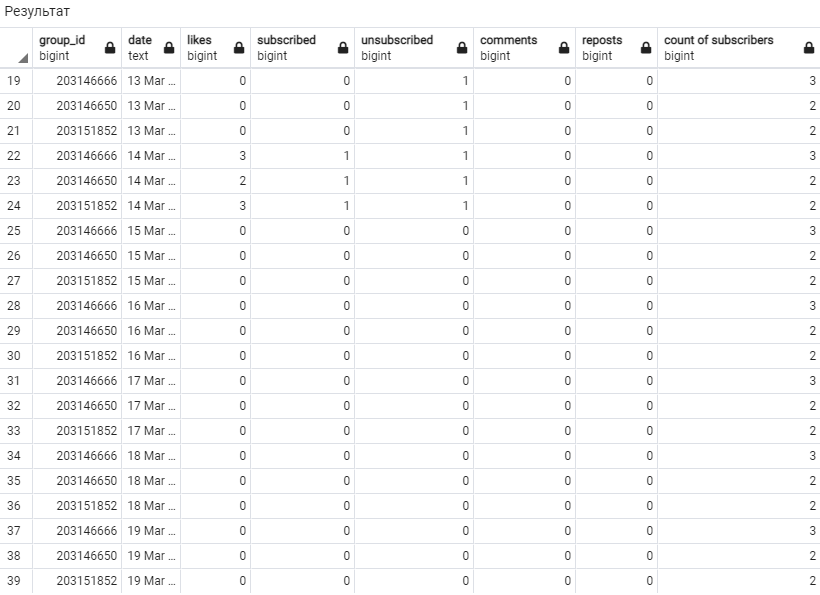 Результат
group_id date likes subscribed unsubscribed comments reposts count of subscribers
bigint text bigint bigint bigint bigint bigint bigint
19 203146666 13 Mar ... 0 0 1 0 0 3
20 203146650 13 Mar ... 0 0 1 0 0 2
21 203151852 13 Mar ... 0 0 1 0 0 2
22 203146666 14 Mar ... 3 1 1 0 0 3
23 203146650 14 Mar ... 2 1 1 0 0 2
24 203151852 14 Mar ... 3 1 1 0 0 2
25 203146666 15 Mar ... 0 0 0 0 0 3
26 203146650 15 Mar ... 0 0 0 0 0 2
27 203151852 15 Mar ... 0 0 0 0 0 2
28 203146666 16 Mar ... 0 0 0 0 0 3
29 203146650 16 Mar ... 0 0 0 0 0 2
30 203151852 16 Mar ... 0 0 0 0 0 2
31 203146666 17 Mar ... 0 0 0 0 0 3
32 203146650 17 Mar ... 0 0 0 0 0 2
33 203151852 17 Mar ... 0 0 0 0 0 2
34 203146666 18 Mar ... 0 0 0 0 0 3
35 203146650 18 Mar ... 0 0 0 0 0 2
36 203151852 18 Mar ... 0 0 0 0 0 2
37 203146666 19 Mar ... 0 0 0 0 0 3
38 203146650 19 Mar ... 0 0 0 0 0 2
39 203151852 19 Mar ... 0 0 0 0 0 2